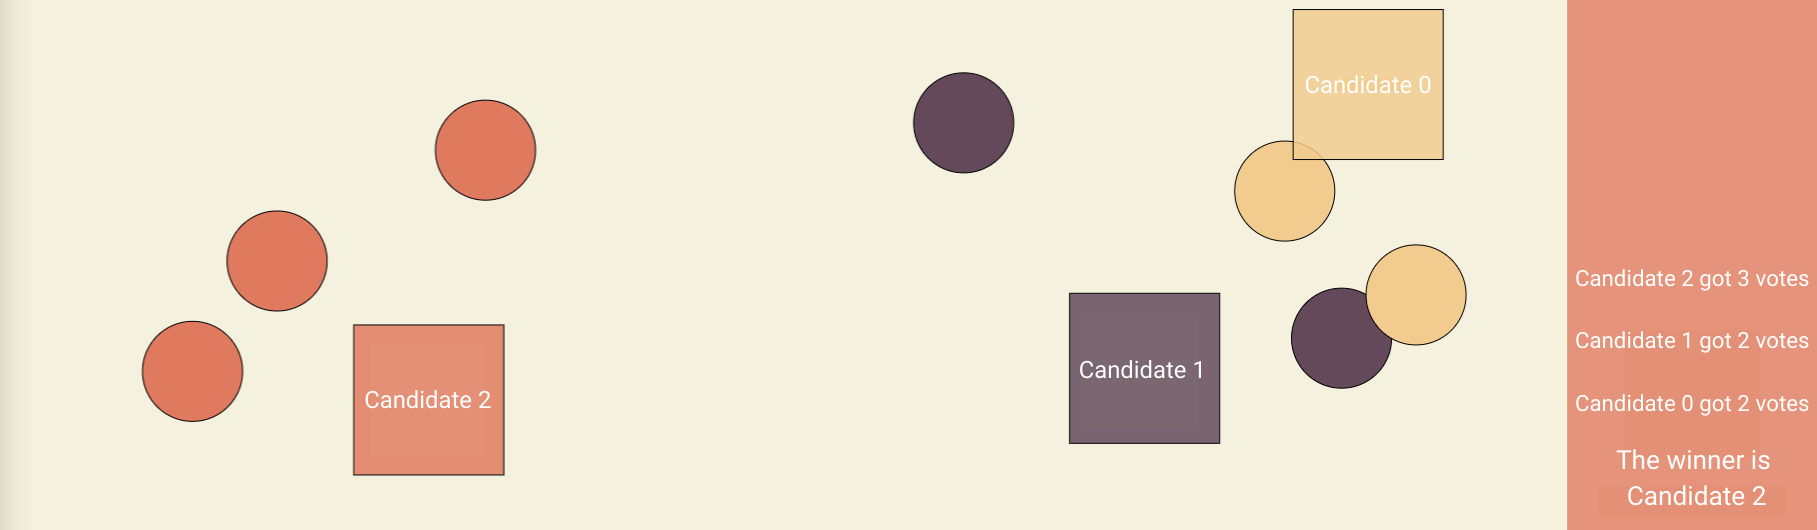 Candidate 0
Candidate 1
Candidate 2
Candidate 2 got 3 votes
Candidate 1 got 2 votes
Candidate 0 got 2 votes
The winner is
Candidate 2